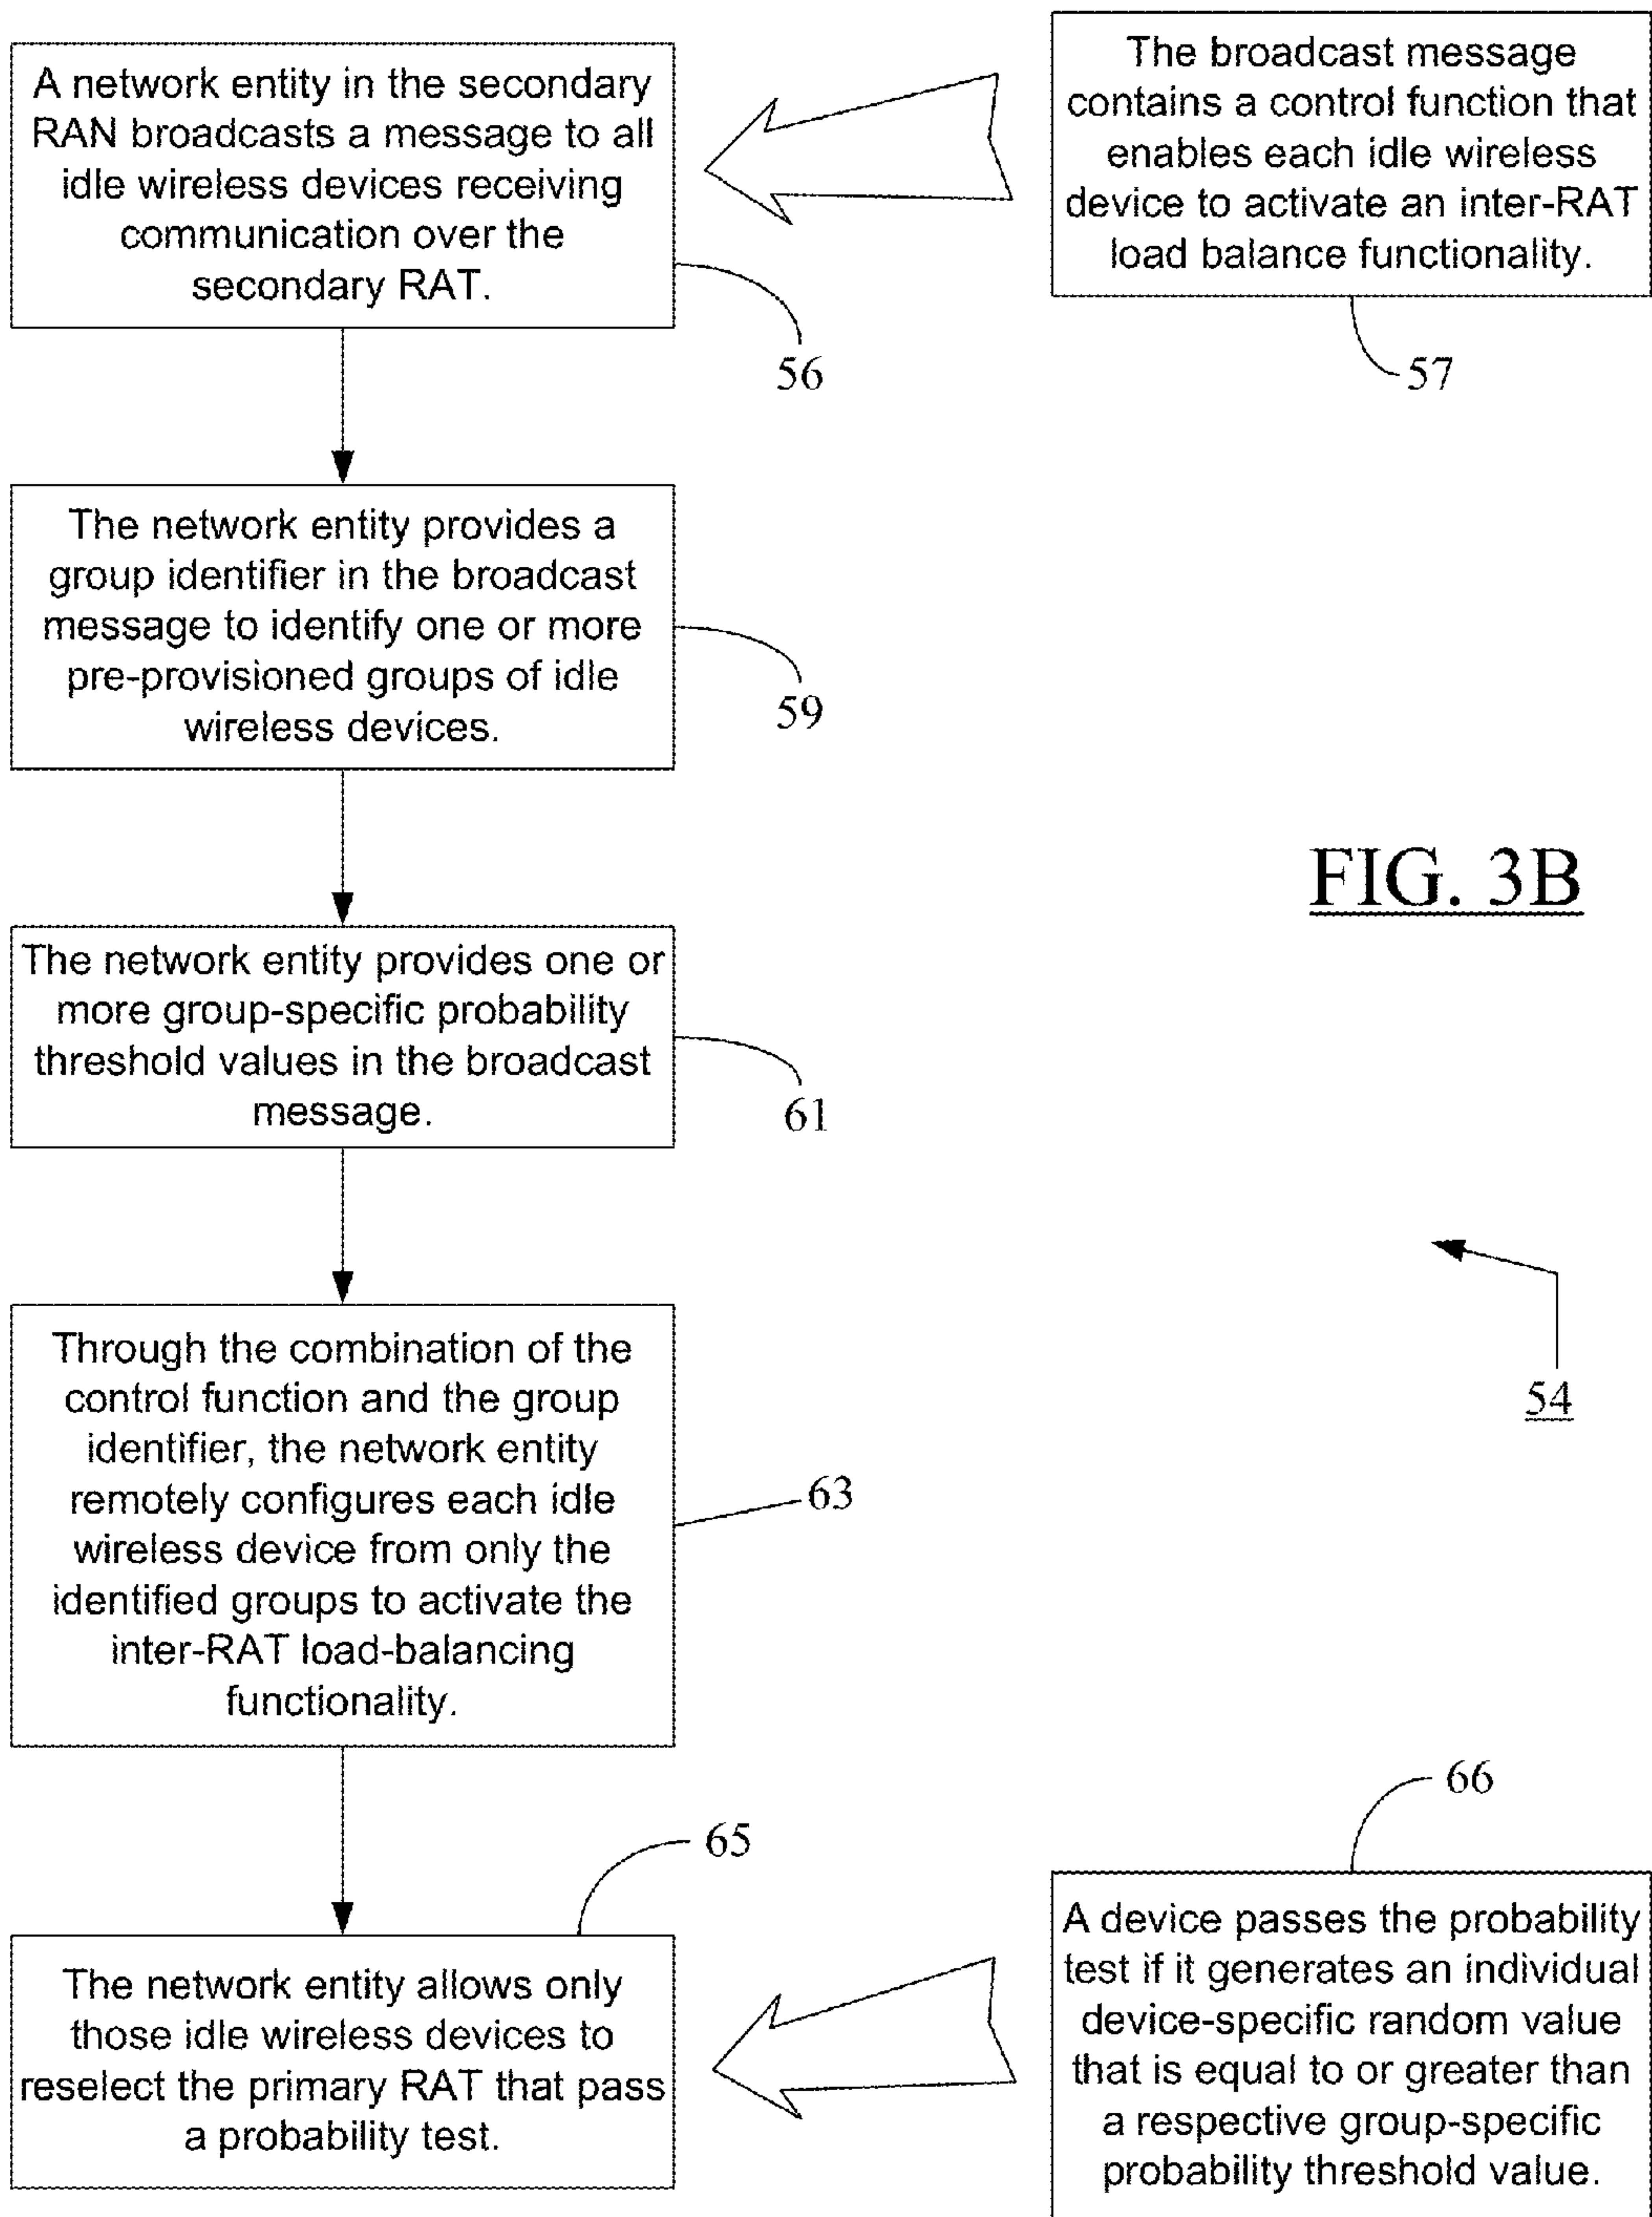 A network entity in the secondary
RAN broadcasts a message to all
idle wireless devices receiving
communication over the
secondary RAT.
56
The broadcast message
contains a control function that
enables each idle wireless
device to activate an inter-RAT
load balance functionality.
57
The network entity provides a
group identifier in the broadcast
message to identify one or more
pre-provisioned groups of idle
wireless devices.
59
FIG. 3B
The network entity provides one or
more group-specific probability
threshold values in the broadcast
message.
61
54
Through the combination of the
control function and the group
identifier, the network entity
remotely configures each idle
wireless device from only the
identified groups to activate the
inter-RAT load-balancing
functionality.
63
65
The network entity allows only
those idle wireless devices to
reselect the primary RAT that pass
a probability test.
66
A device passes the probability
test if it generates an individual
device-specific random value
that is equal to or greater than
a respective group-specific
probability threshold value.